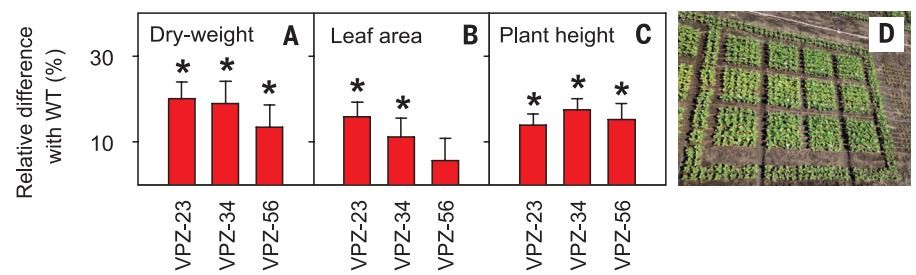 Relative difference
with WT (%)
30
10
Dry-weight A
* * *
VPZ-23 VPZ-34 VPZ-56
Leaf area B
* *
VPZ-23 VPZ-34 VPZ-56
Plant height C
* * *
VPZ-23 VPZ-34 VPZ-56
D